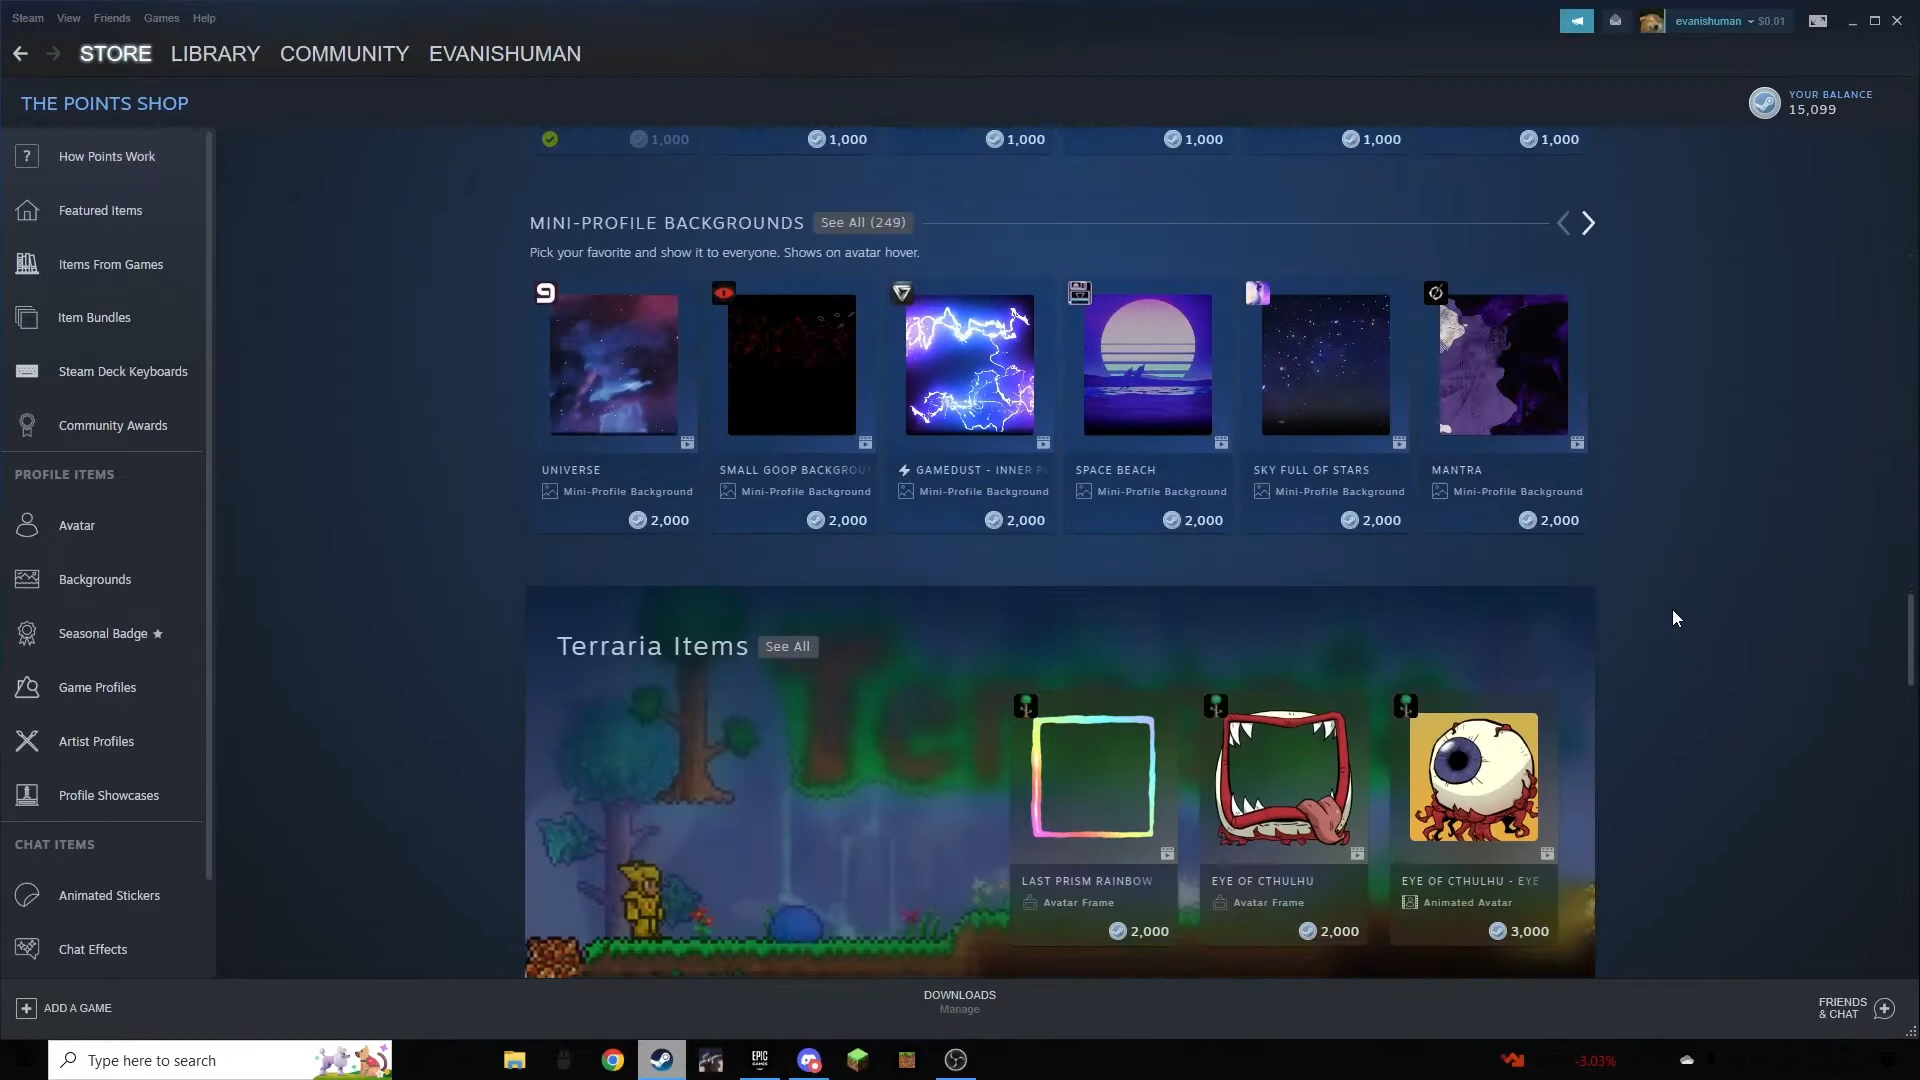 Steam View Friends Games Help
evanishuman $0.01
STORE LIBRARY COMMUNITY EVANISHUMAN
THE POINTS SHOP
YOUR BALANCE
15,099
? How Points Work
Featured Items
Items From Games
Item Bundles
Steam Deck Keyboards
Community Awards
PROFILE ITEMS
Avatar
Backgrounds
Seasonal Badge ★
Game Profiles
Artist Profiles
Profile Showcases
CHAT ITEMS
Animated Stickers
Chat Effects
1,000 1,000 1,000 1,000 1,000 1,000
MINI-PROFILE BACKGROUNDS See All (249)
Pick your favorite and show it to everyone. Shows on avatar hover.
UNIVERSE
Mini-Profile Background
2,000
SMALL GOOP BACKGROU
Mini-Profile Background
2,000
GAMEDUST - INNER P
Mini-Profile Background
2,000
SPACE BEACH
Mini-Profile Background
2,000
SKY FULL OF STARS
Mini-Profile Background
2,000
MANTRA
Mini-Profile Background
2,000
Terraria Items See All
LAST PRISM RAINBOW
Avatar Frame
2,000
EYE OF CTHULHU
Avatar Frame
2,000
EYE OF CTHULHU - EYE
Animated Avatar
3,000
ADD A GAME
DOWNLOADS
Manage
FRIENDS
& CHAT
Type here to search
EPIC
GAMES
-3.03%